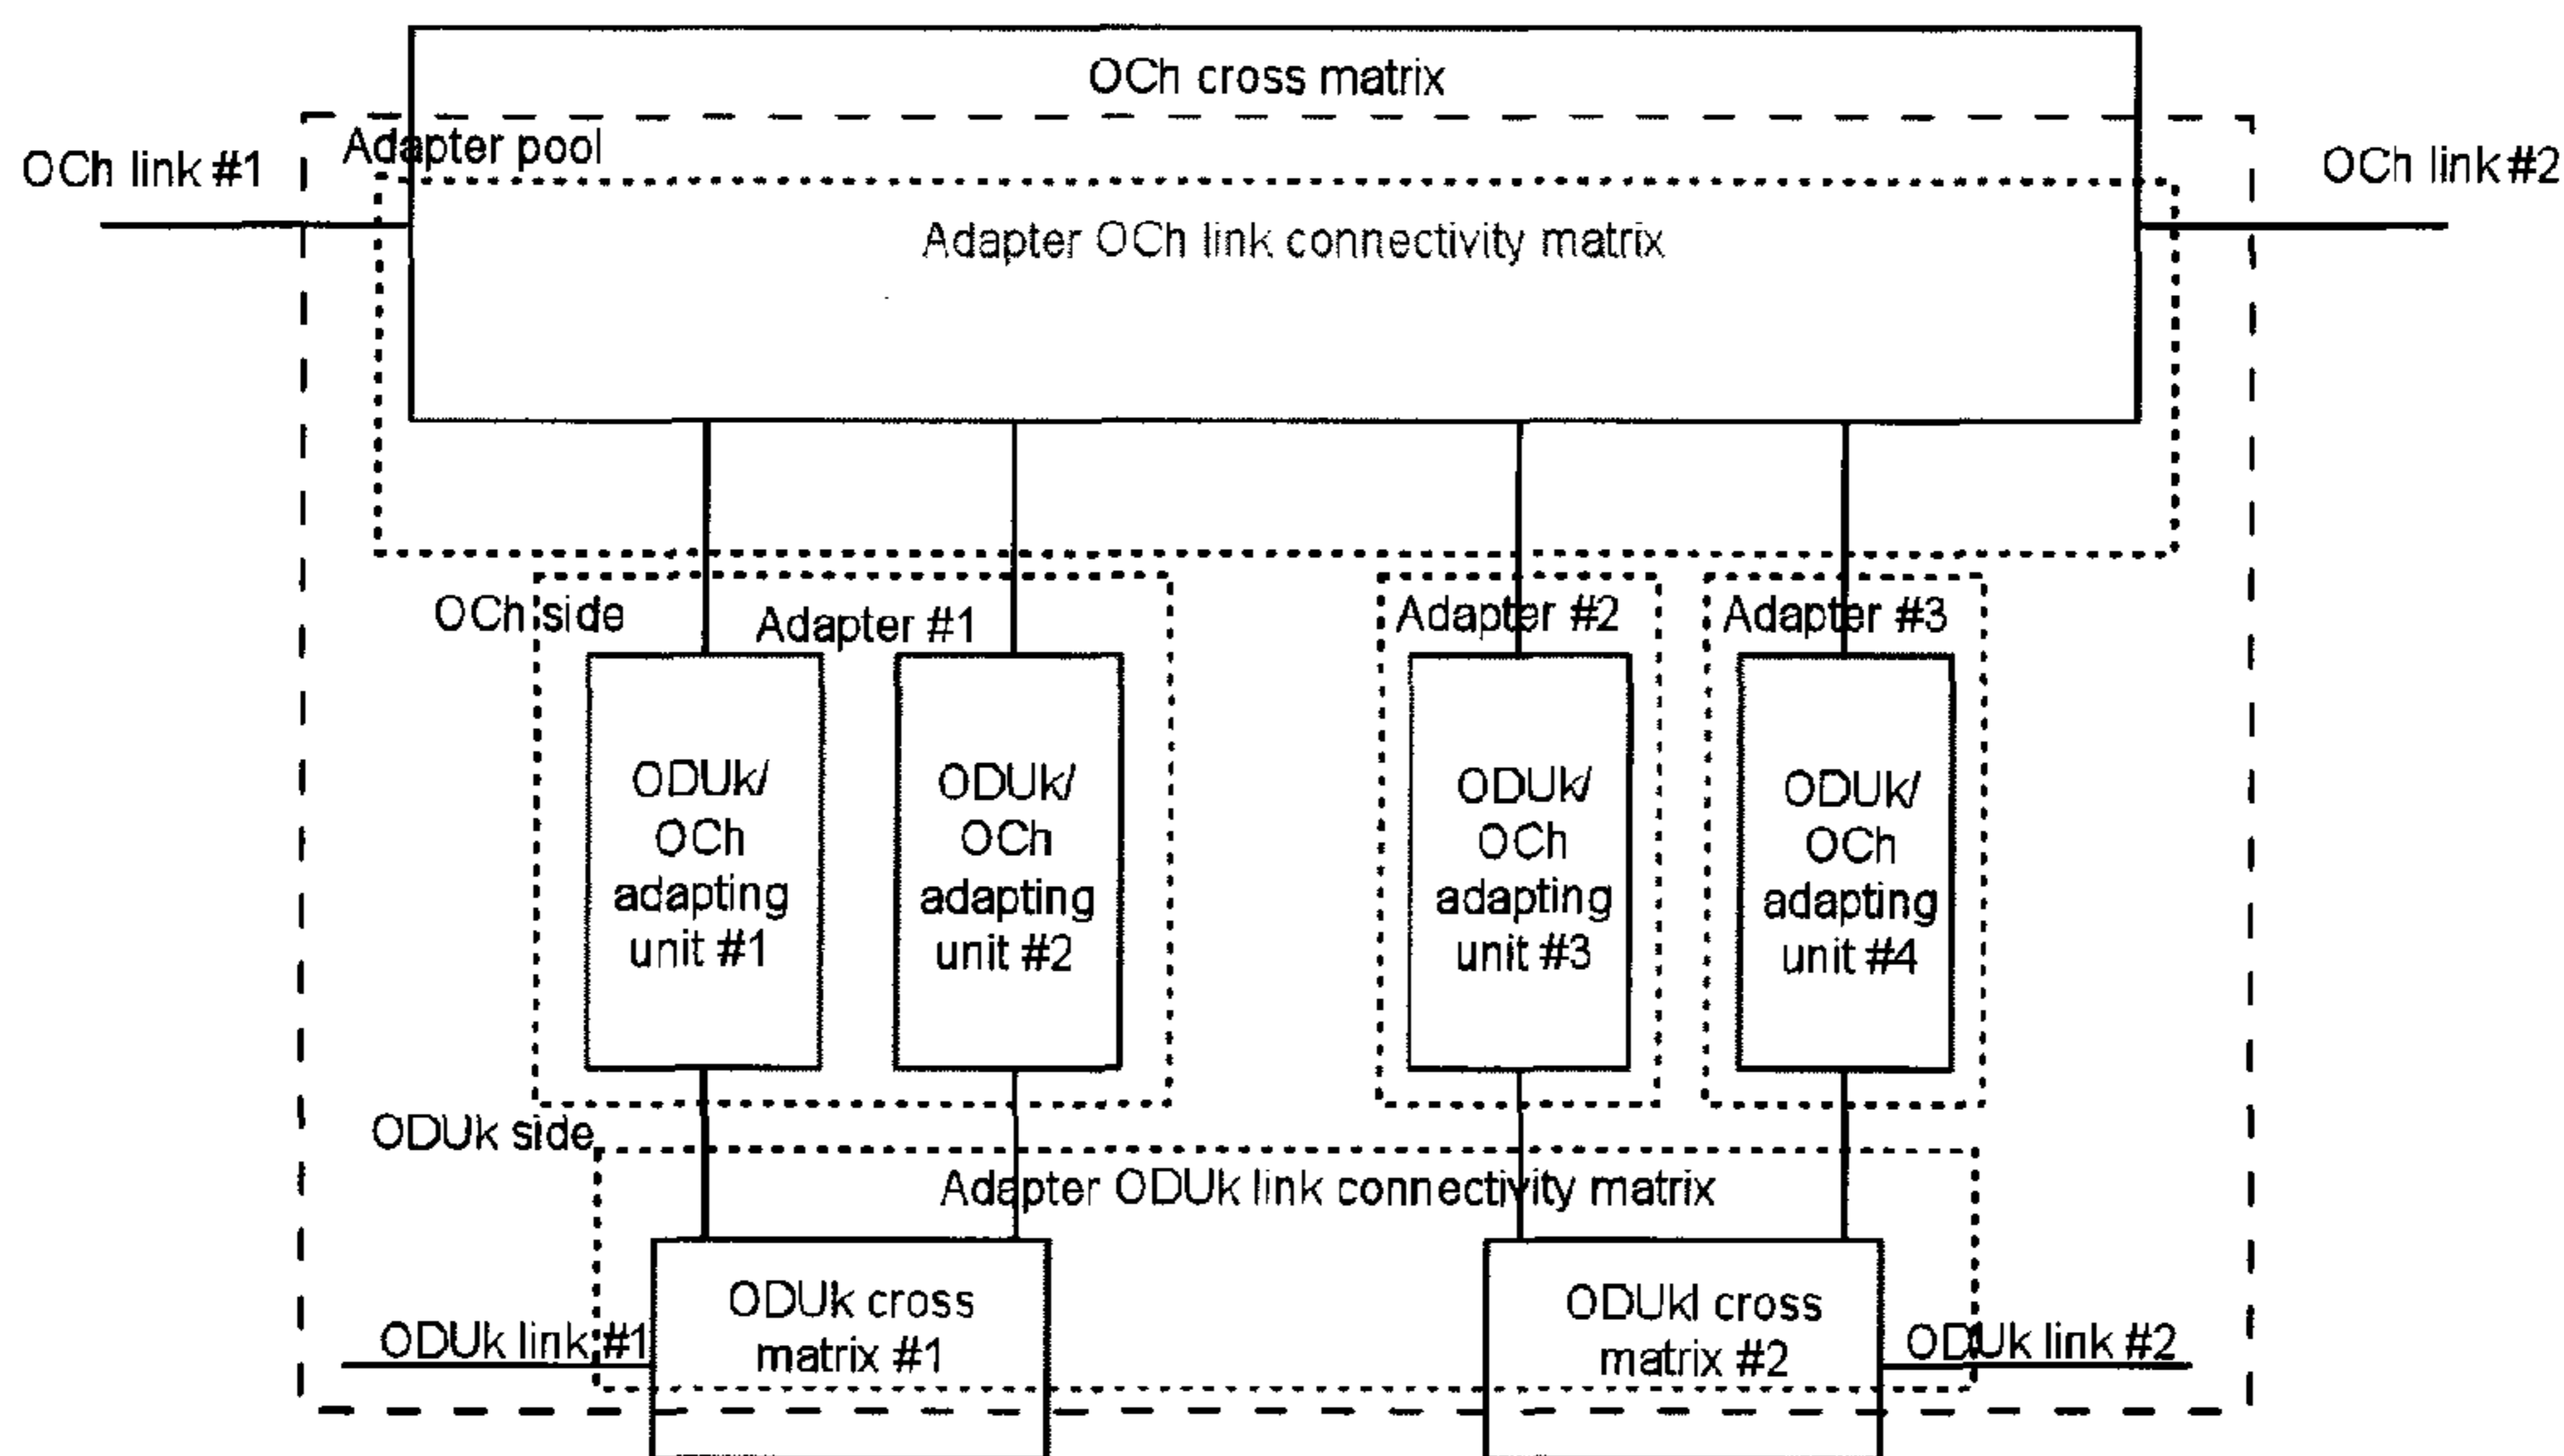 OCh cross matrix
Adapter pool
OCh link #1
OCh link #2
Adapter OCh link connectivity matrix
OCh side
Adapter #1
Adapter #2
Adapter #3
ODUk/
OCh
adapting
unit #1
ODUk/
OCh
adapting
unit #2
ODUk/
OCh
adapting
unit #3
ODUk/
OCh
adapting
unit #4
ODUk side
Adapter ODUk link connectivity matrix
ODUk cross
matrix #1
ODUkl cross
matrix #2
ODUk link #1
ODUk link #2